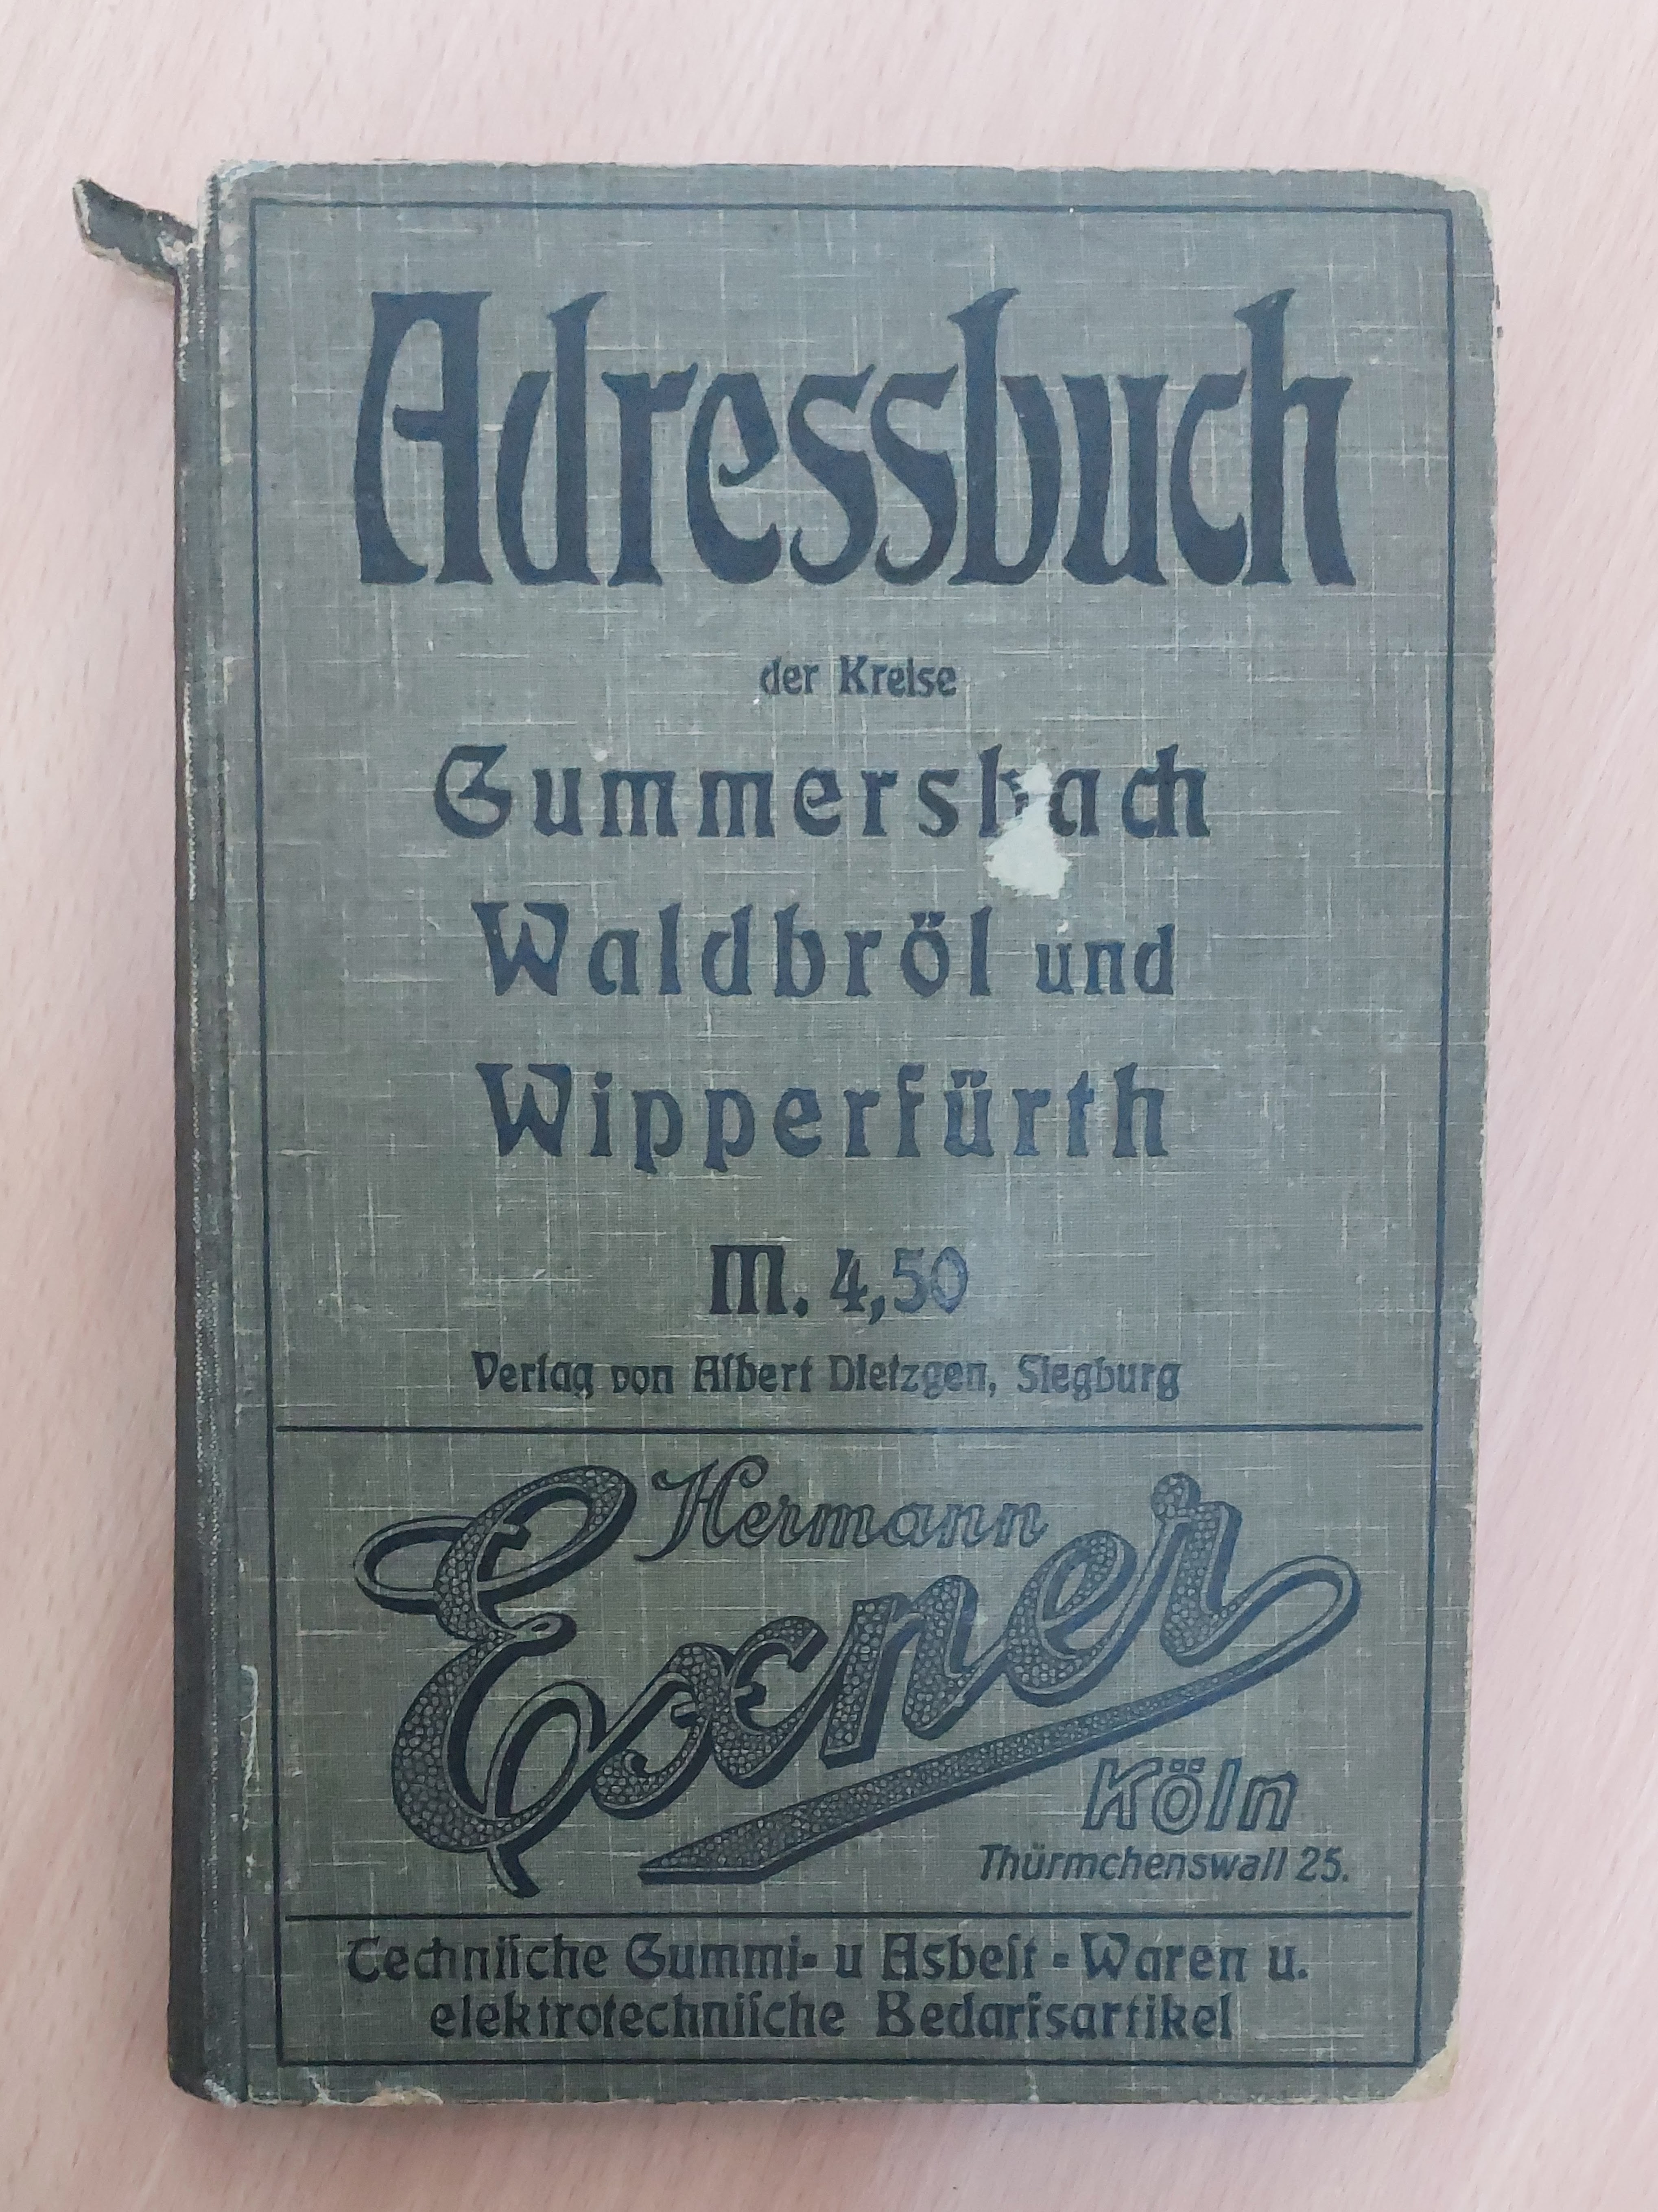 Adressbuch
der Kreise
Gummersbach
Waldbröl und
Wipperfürth
M. 4,50
Verlag von Albert Dietzgen, Siegburg
Hermann
Exner
Köln
Thürmchenswall 25.
Techniſche Gummi- u Asbeſt-Waren u.
elektrotechniſche Bedarfsartikel